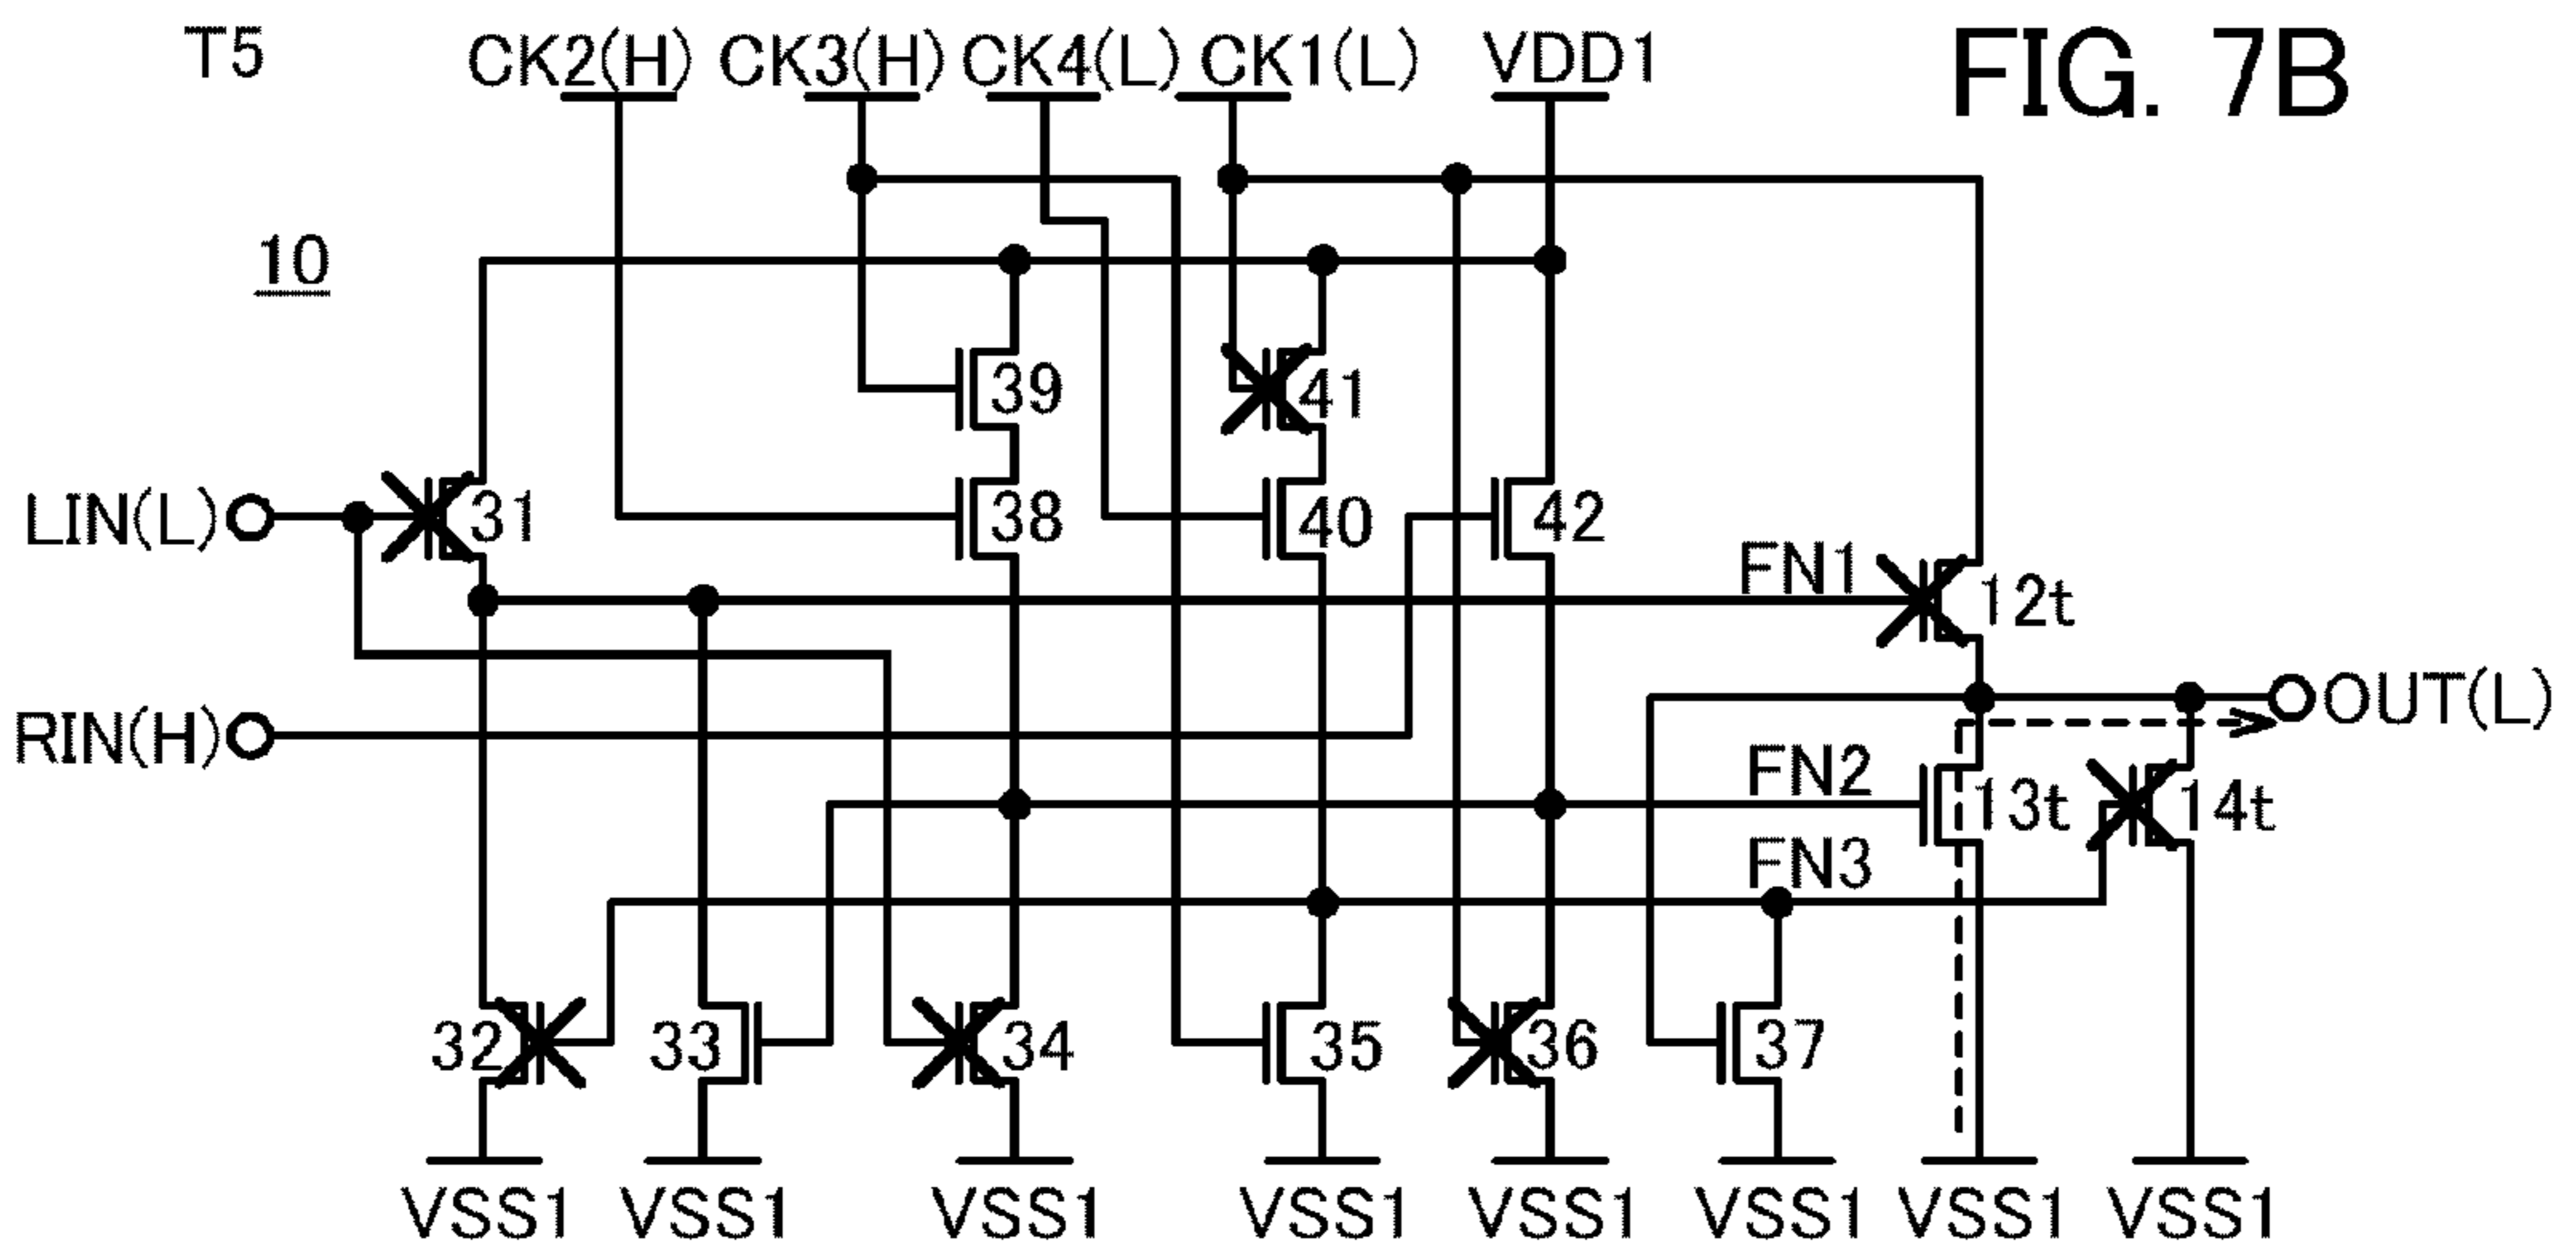 T5 CK2(H) CK3(H) CK4(L) CK1(L) VDD1 FIG. 7B
10
39 41
LIN(L) 31 38 40 42
FN1 12t
RIN(H) OUT(L)
FN2 13t 14t
FN3
32 33 34 35 36 37
VSS1 VSS1 VSS1 VSS1 VSS1 VSS1 VSS1 VSS1